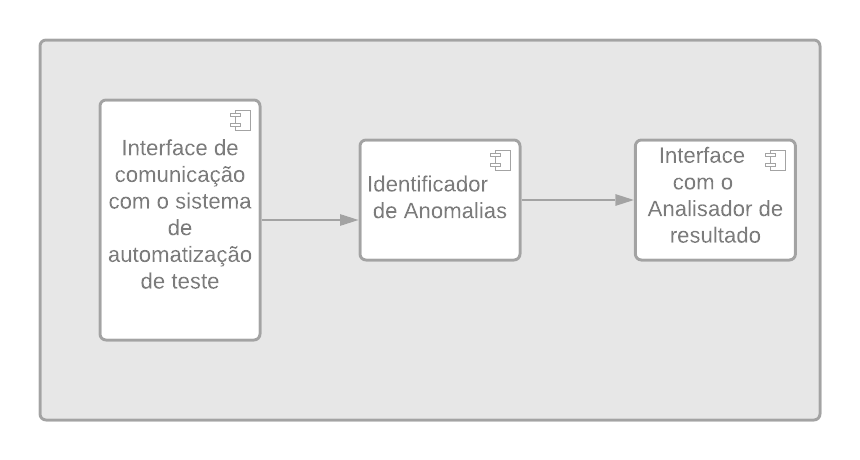 Interface de
comunicação
com o sistema
de
automatização
de teste
Identificador
de Anomalias
Interface
com o
Analisador de
resultado